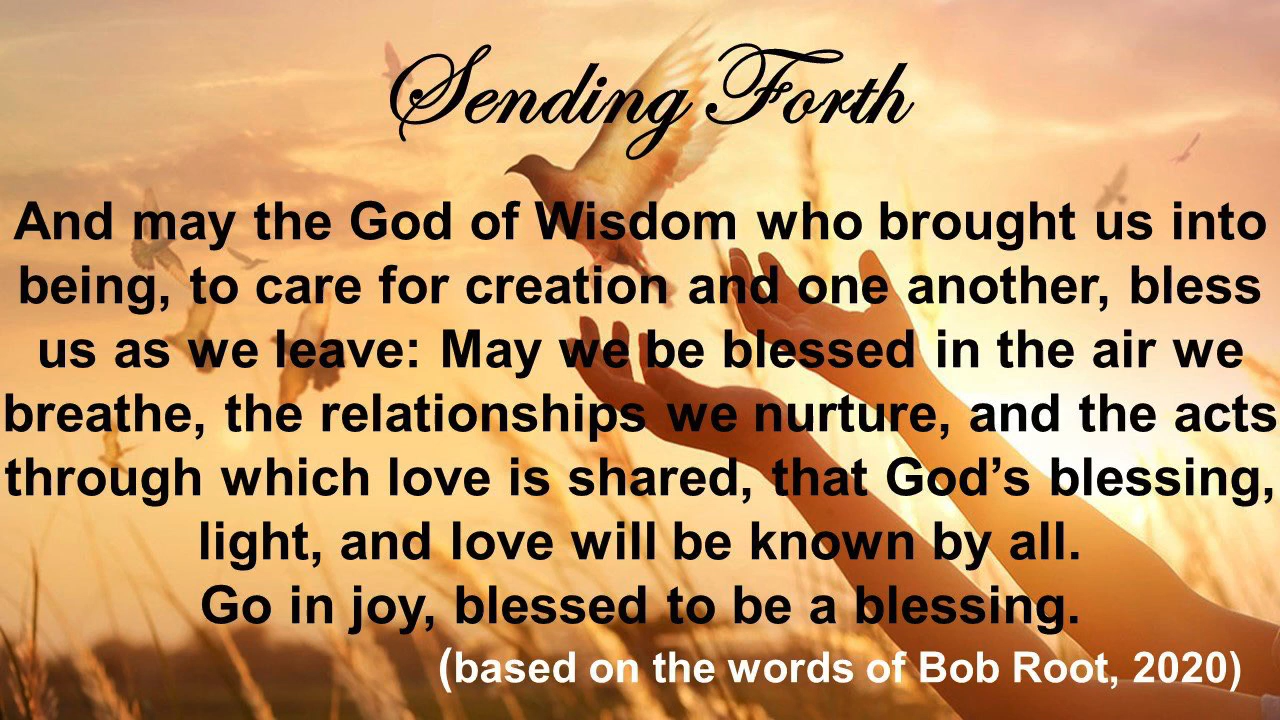 Sending Forth
And may the God of Wisdom who brought us into
being, to care for creation and one another, bless
us as we leave: May we be blessed in the air we
breathe, the relationships we nurture, and the acts
through which love is shared, that God’s blessing,
light, and love will be known by all.
Go in joy, blessed to be a blessing.
(based on the words of Bob Root, 2020)